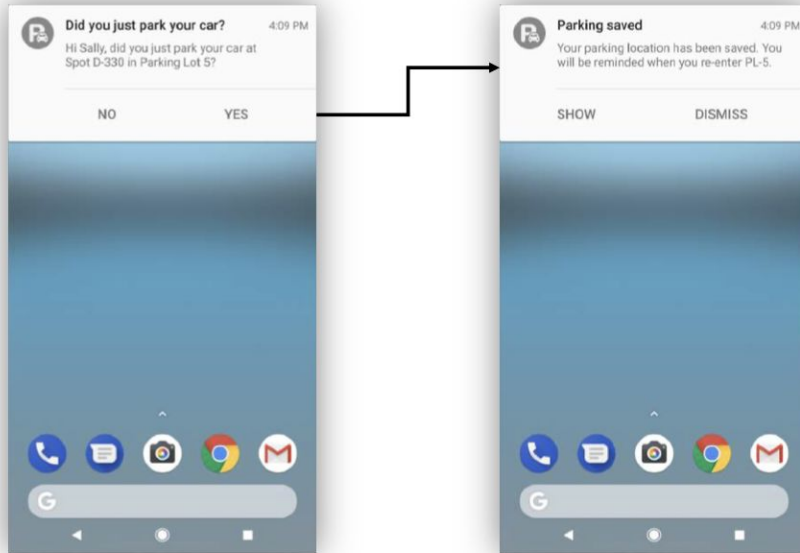 Did you just park your car? 4:09 PM
Hi Sally, did you just park your car at
Spot D-330 in Parking Lot 5?
NO YES
G
Parking saved 4:09 PM
Your parking location has been saved. You
will be reminded when you re-enter PL-5.
SHOW DISMISS
G